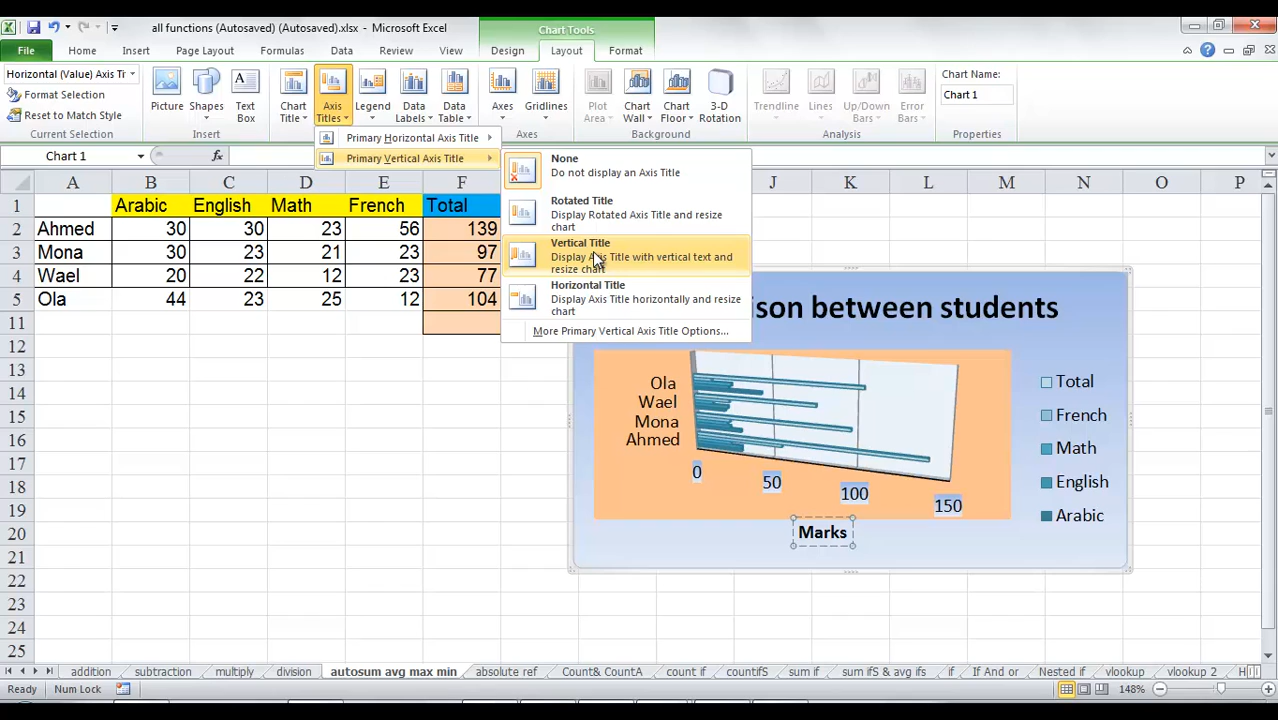 all functions (Autosaved) (Autosaved).xlsx - Microsoft Excel
Chart Tools
File Home Insert Page Layout Formulas Data Review View Design Layout Format
Horizontal (Value) Axis Tit
Format Selection
Reset to Match Style
Current Selection
Picture
Shapes
Text Box
Insert
Chart Title
Axis Titles
Legend
Data Labels
Data Table
Axes
Gridlines
Axes
Plot Area
Chart Wall
Chart Floor
3-D Rotation
Background
Trendline
Lines
Up/Down Bars
Error Bars
Analysis
Chart Name:
Chart 1
Properties
Primary Horizontal Axis Title
Primary Vertical Axis Title
None
Do not display an Axis Title
Rotated Title
Display Rotated Axis Title and resize
chart
Vertical Title
Display Axis Title with vertical text and
resize chart
Horizontal Title
Display Axis Title horizontally and resize
chart
More Primary Vertical Axis Title Options...
Chart 1
A B C D E F J K L M N O P
1 Arabic English Math French Total
2 Ahmed 30 30 23 56 139
3 Mona 30 23 21 23 97
4 Wael 20 22 12 23 77
5 Ola 44 23 25 12 104
11
12
13
14
15
16
17
18
19
20
21
22
23
24
25
ison between students
Ola
Wael
Mona
Ahmed
0 50 100 150
Marks
Total
French
Math
English
Arabic
addition subtraction multiply division autosum avg max min absolute ref Count& CountA count if countifS sum if sum ifS & avg ifs if If And or Nested if vlookup vlookup 2
Ready Num Lock 148%